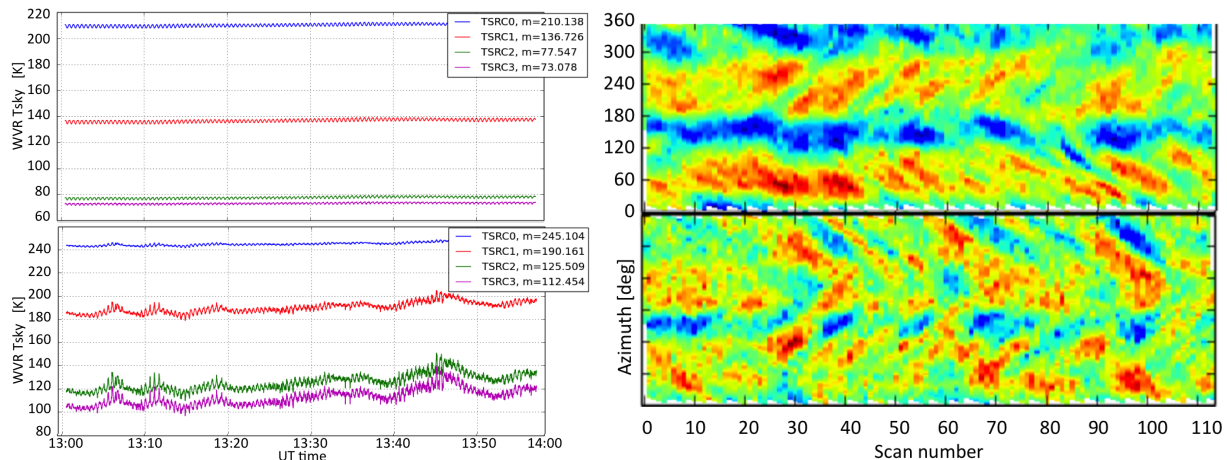 220
200
180
160
140
120
100
80
60
WVR Tsky [K]
TSRC0, m=210.138
TSRC1, m=136.726
TSRC2, m=77.547
TSRC3, m=73.078
240
220
200
180
160
140
120
100
80
WVR Tsky [K]
TSRC0, m=245.104
TSRC1, m=190.161
TSRC2, m=125.509
TSRC3, m=112.454
13:00 13:10 13:20 13:30 13:40 13:50 14:00
UT time
360
300
240
180
120
60
0
Azimuth [deg]
0 10 20 30 40 50 60 70 80 90 100 110
Scan number